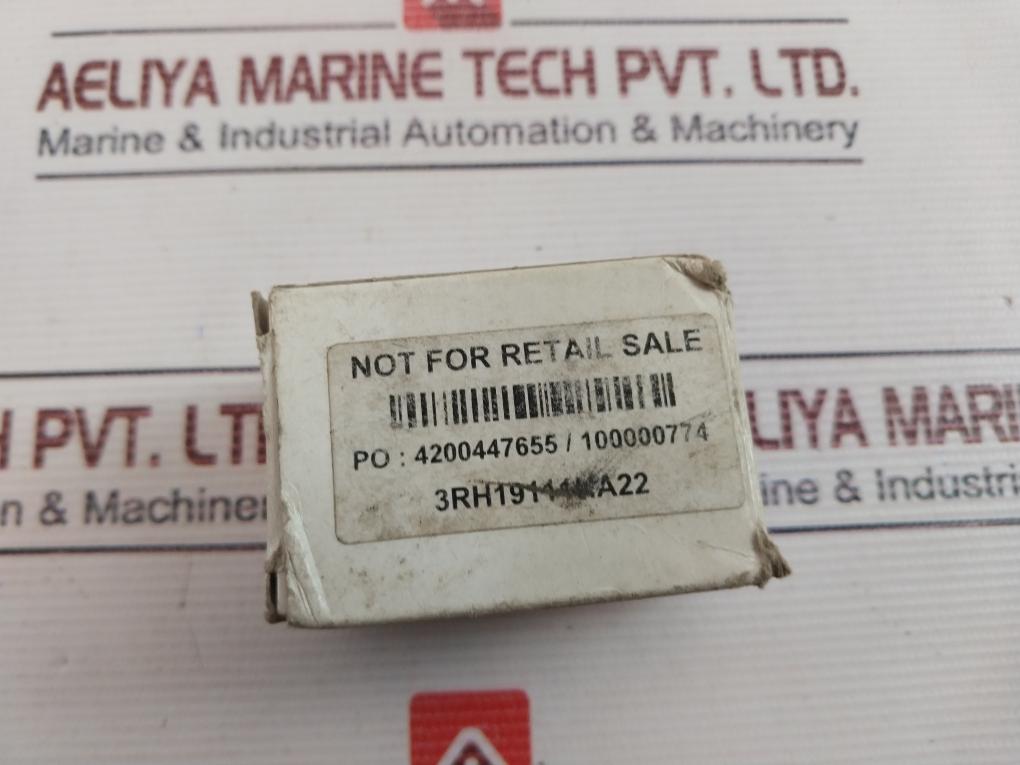 AELIYA MARINE TECH PVT. LTD.
Marine & Industrial Automation & Machinery
NOT FOR RETAIL SALE
PO : 4200447655 / 100000774
H PVT. LT
LIYA MARI
n & Machiner
ine & Industri